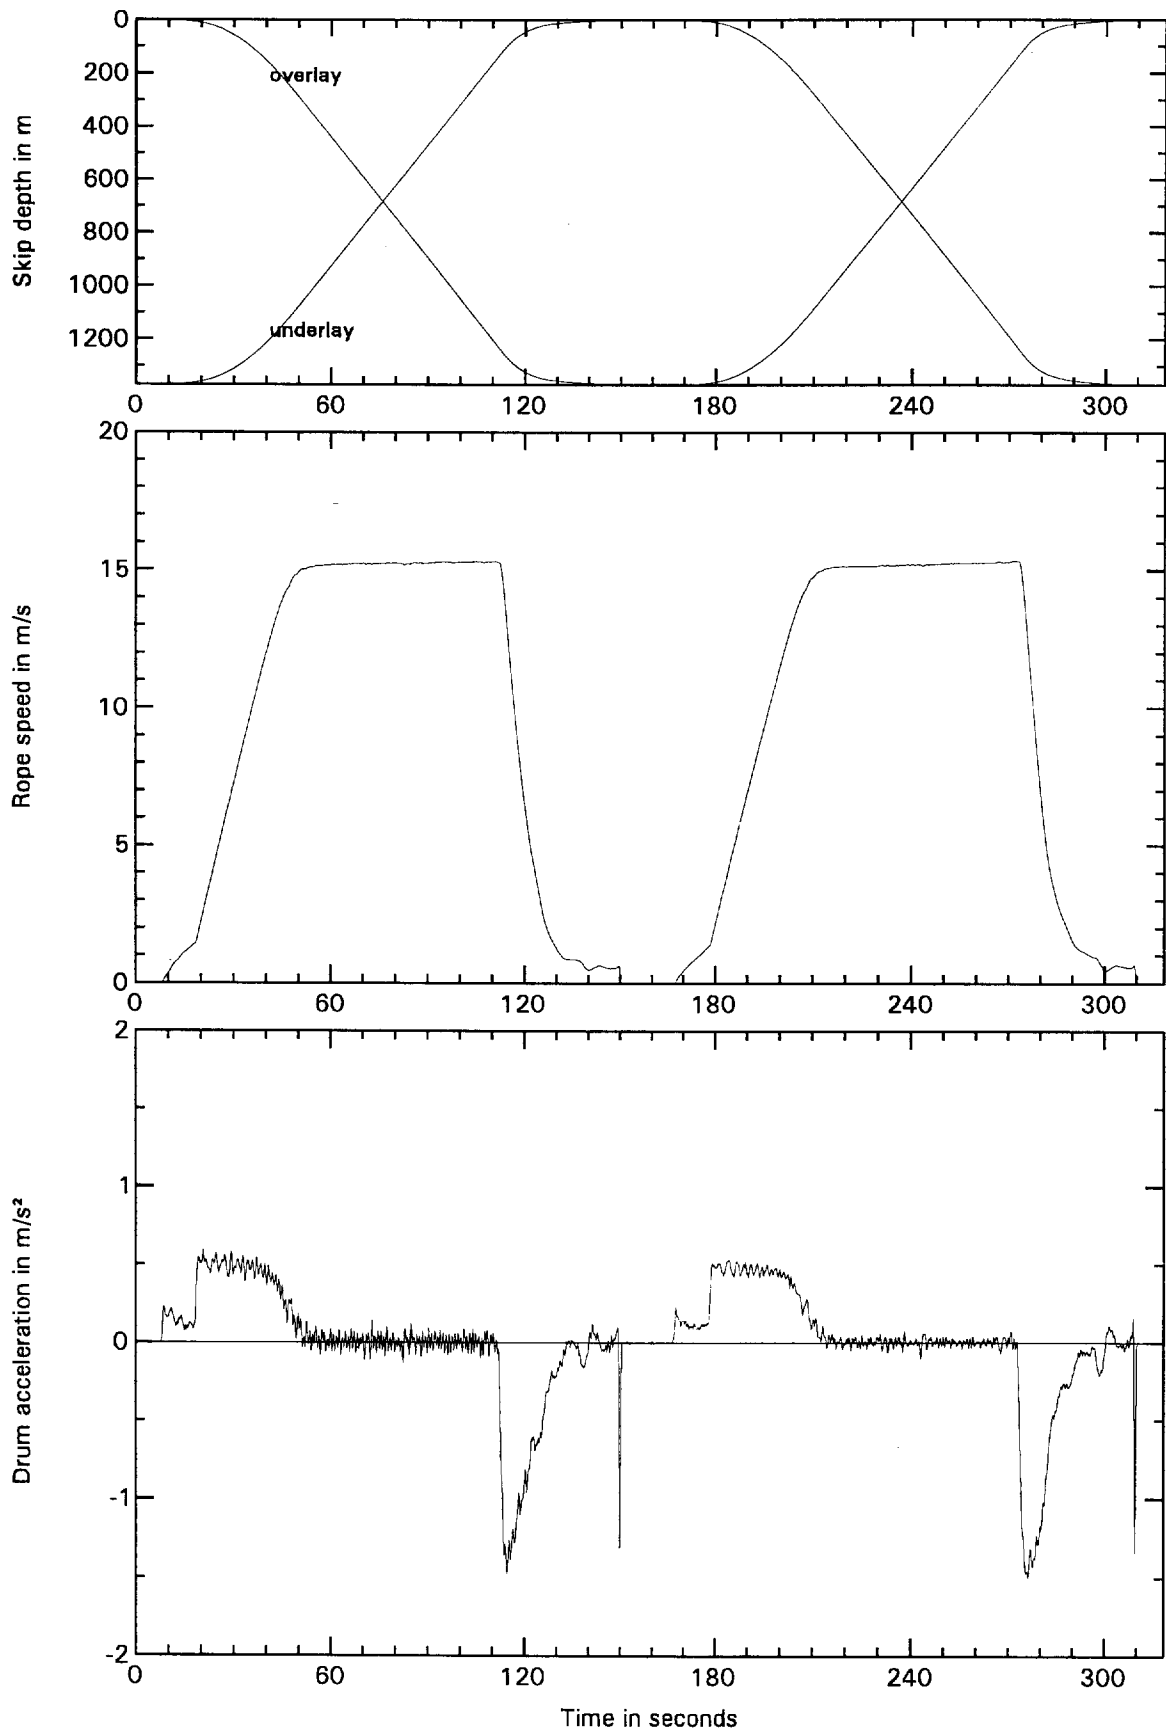 Skip depth in m
0
200
400
600
800
1000
1200
overlay
underlay
0 60 120 180 240 300
Rope speed in m/s
20
15
10
5
0
0 60 120 180 240 300
Drum acceleration in m/s²
2
1
0
-1
-2
0 60 120 180 240 300
Time in seconds